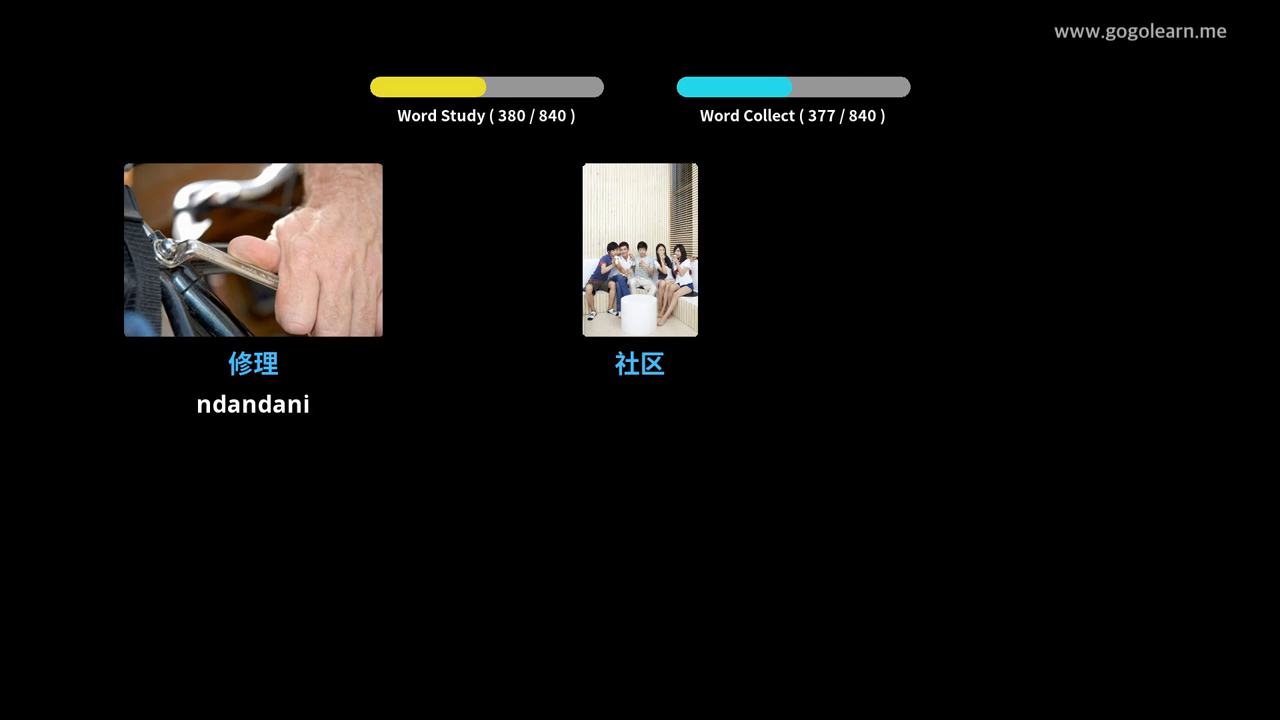 www.gogolearn.me
Word Study ( 380 / 840 )
Word Collect ( 377 / 840 )
修理
ndandani
社区